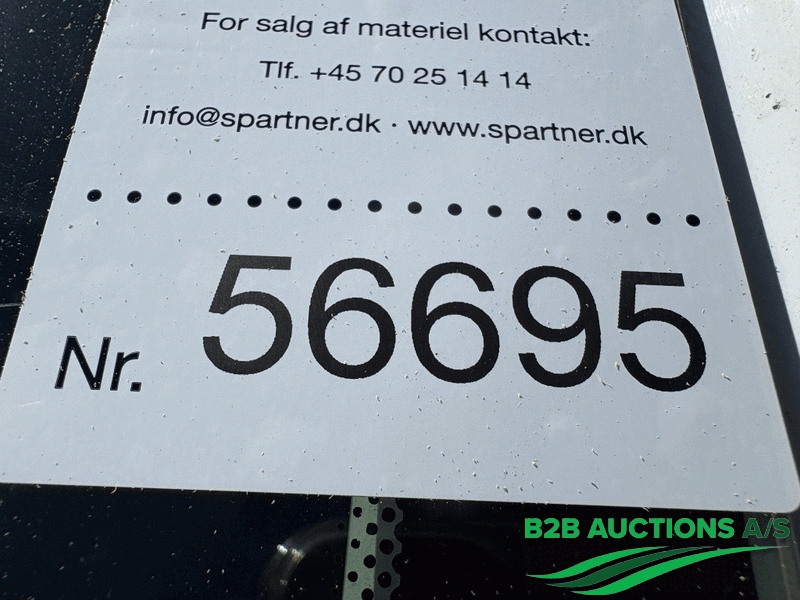 For salg af materiel kontakt:
Tlf. +45 70 25 14 14
info@spartner.dk · www.spartner.dk
Nr. 56695
B2B AUCTIONS A/S